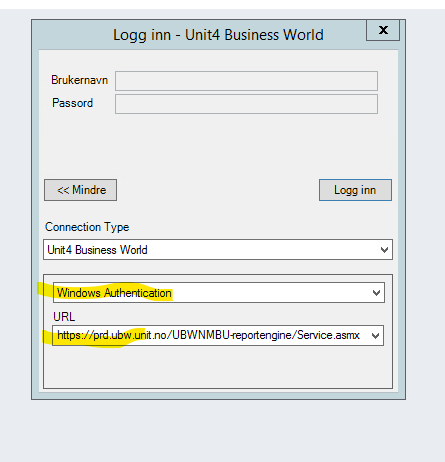 Logg inn - Unit4 Business World
x
Brukernavn
Passord
<< Mindre
Logg inn
Connection Type
Unit4 Business World
Windows Authentication
URL
https://prd.ubw.unit.no/UBWNMBU-reportengine/Service.asmx